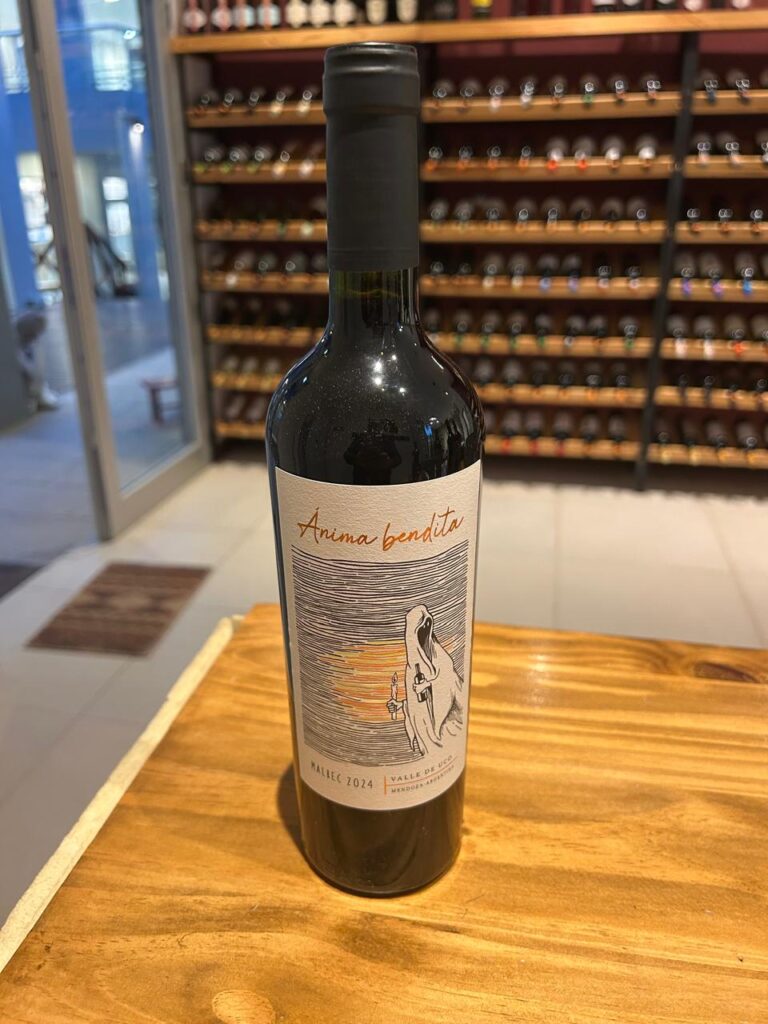 Ánima bendita
MALBEC 2024
VALLE DE UCO
MENDOZA-ARGENTINA